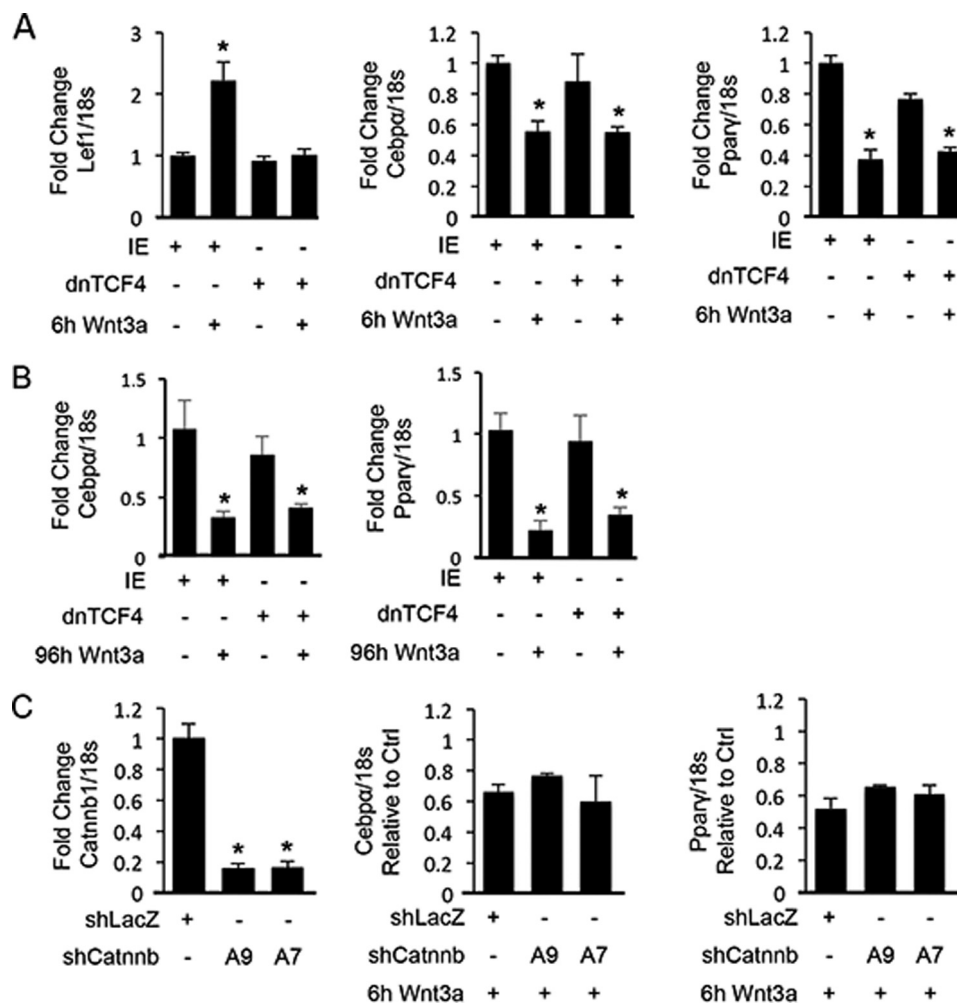 A
Fold Change
Lef1/18s
3
2
1
0
*
IE + + - -
dnTCF4 - - + +
6h Wnt3a - + - +
Fold Change
Cebpα/18s
1.2
1
0.8
0.6
0.4
0.2
0
* *
IE + + - -
dnTCF4 - - + +
6h Wnt3a - + - +
Fold Change
Pparγ/18s
1.2
1
0.8
0.6
0.4
0.2
0
* *
IE + + - -
dnTCF4 - - + +
6h Wnt3a - + - +
B
Fold Change
Cebpα/18s
1.5
1
0.5
0
* *
IE + + - -
dnTCF4 - - + +
96h Wnt3a - + - +
Fold Change
Pparγ/18s
1.5
1
0.5
0
* *
IE + + - -
dnTCF4 - - + +
96h Wnt3a - + - +
C
Fold Change
Catnnb1/18s
1.2
1
0.8
0.6
0.4
0.2
0
* *
shLacZ + - -
shCatnnb - A9 A7
Cebpα/18s
Relative to Ctrl
1.2
1
0.8
0.6
0.4
0.2
0
shLacZ + - -
shCatnnb - A9 A7
6h Wnt3a + + +
Pparγ/18s
Relative to Ctrl
1.2
1
0.8
0.6
0.4
0.2
0
shLacZ + - -
shCatnnb - A9 A7
6h Wnt3a + + +